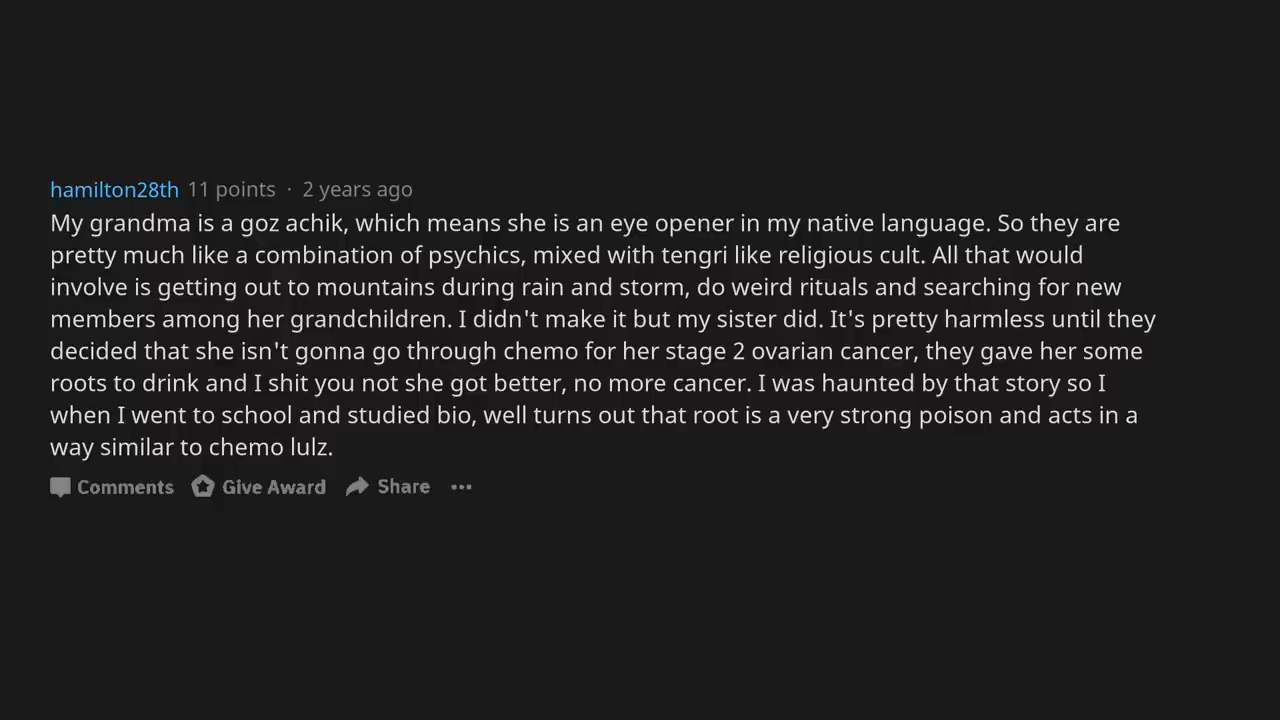 hamilton28th 11 points · 2 years ago
My grandma is a goz achik, which means she is an eye opener in my native language. So they are
pretty much like a combination of psychics, mixed with tengri like religious cult. All that would
involve is getting out to mountains during rain and storm, do weird rituals and searching for new
members among her grandchildren. I didn't make it but my sister did. It's pretty harmless until they
decided that she isn't gonna go through chemo for her stage 2 ovarian cancer, they gave her some
roots to drink and I shit you not she got better, no more cancer. I was haunted by that story so I
when I went to school and studied bio, well turns out that root is a very strong poison and acts in a
way similar to chemo lulz.
Comments Give Award Share ···